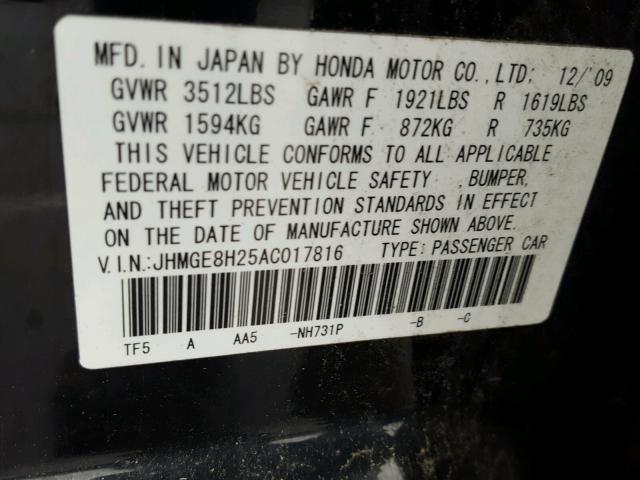 MFD. IN JAPAN BY HONDA MOTOR CO.,LTD. 12/'09
GVWR 3512LBS GAWR F 1921LBS R 1619LBS
GVWR 1594KG GAWR F 872KG R 735KG
THIS VEHICLE CONFORMS TO ALL APPLICABLE
FEDERAL MOTOR VEHICLE SAFETY ,BUMPER,
AND THEFT PREVENTION STANDARDS IN EFFECT
ON THE DATE OF MANUFACTURE SHOWN ABOVE.
V.I.N.:JHMGE8H25AC017816 TYPE: PASSENGER CAR
TF5 A AA5 -NH731P -B -C